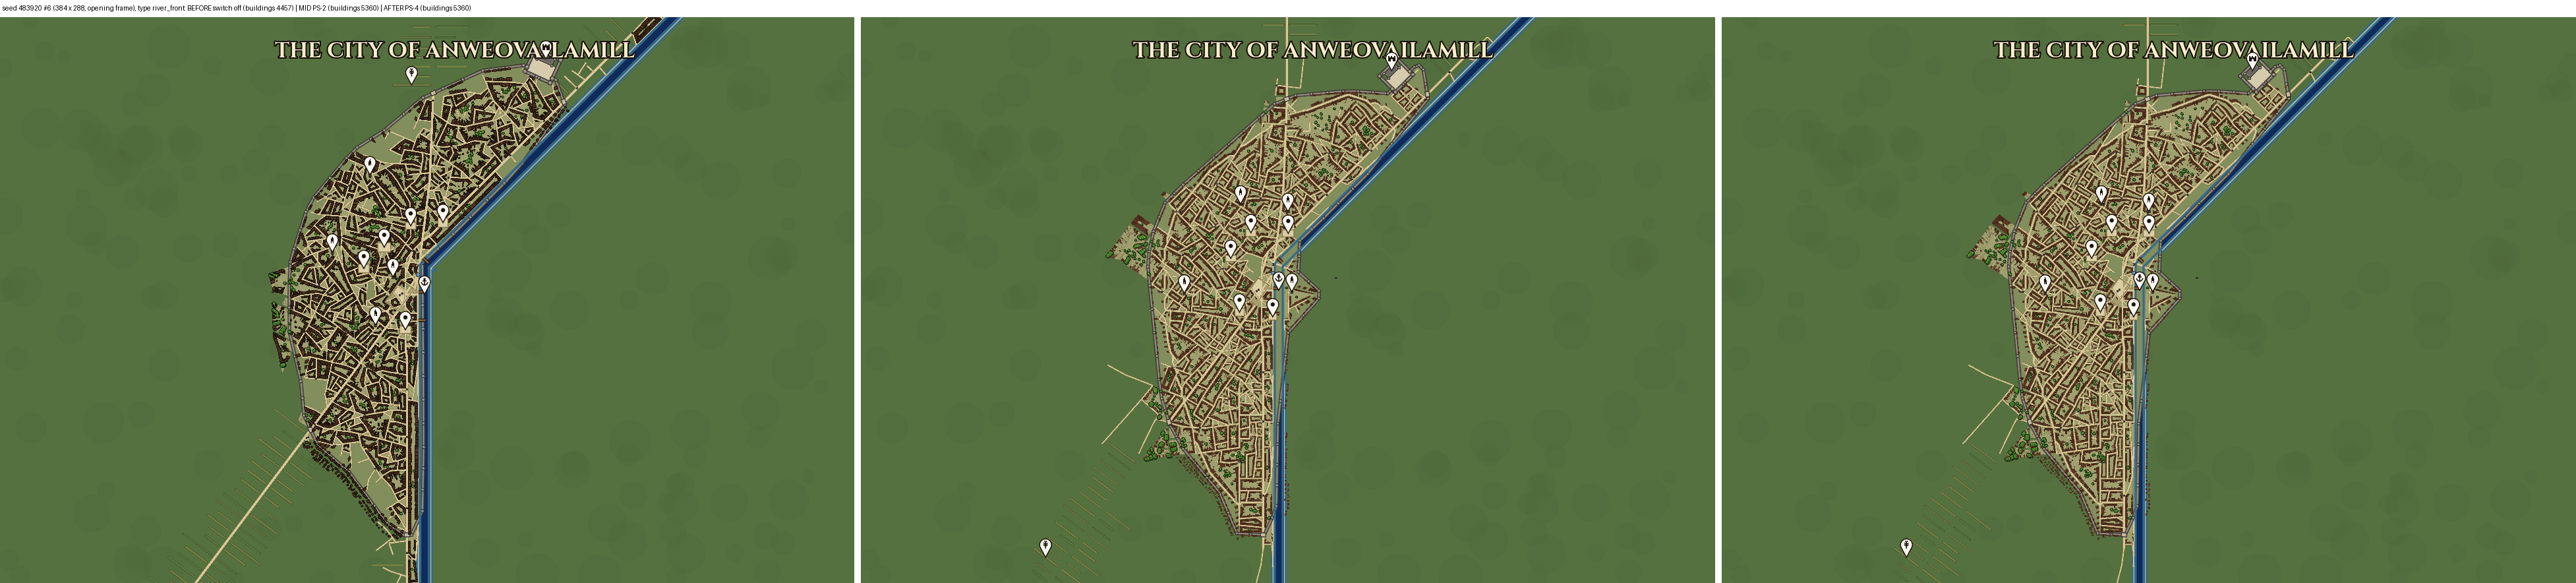 seed 483920 #6 (384 x 288, opening frame), type river_front: BEFORE switch off (buildings 4457) | MID PS-2 (buildings 5360) | AFTER PS-4 (buildings 5360)
THE CITY OF ANWEOVAILAMILL
THE CITY OF ANWEOVAILAMILL
THE CITY OF ANWEOVAILAMILL